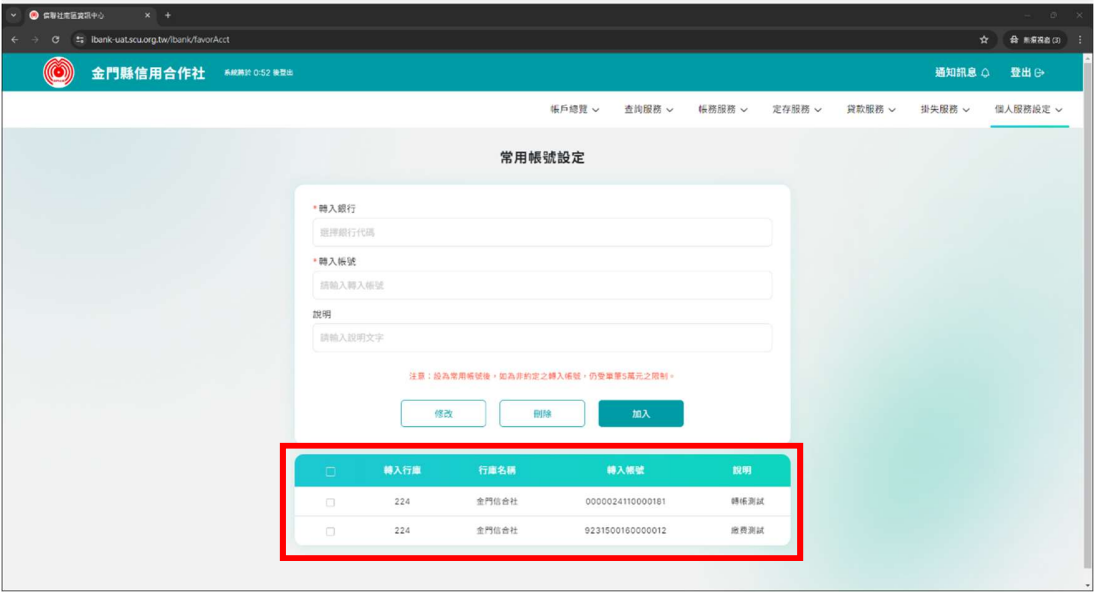 信聯社南區資訊中心
ibank-uat.scu.org.tw/ibank/favorAcct
金門縣信用合作社 系統將於 0:52 後登出 通知訊息 登出
帳戶總覽 查詢服務 帳務服務 定存服務 貸款服務 掛失服務 個人服務設定
常用帳號設定
*轉入銀行
選擇銀行代碼
*轉入帳號
請輸入轉入帳號
說明
請輸入說明文字
注意：設為常用帳號後，如為非約定之轉入帳號，仍受單筆5萬元之限制。
修改 刪除 加入
轉入行庫 行庫名稱 轉入帳號 說明
224 金門信合社 0000024110000181 轉帳測試
224 金門信合社 9231500160000012 繳費測試